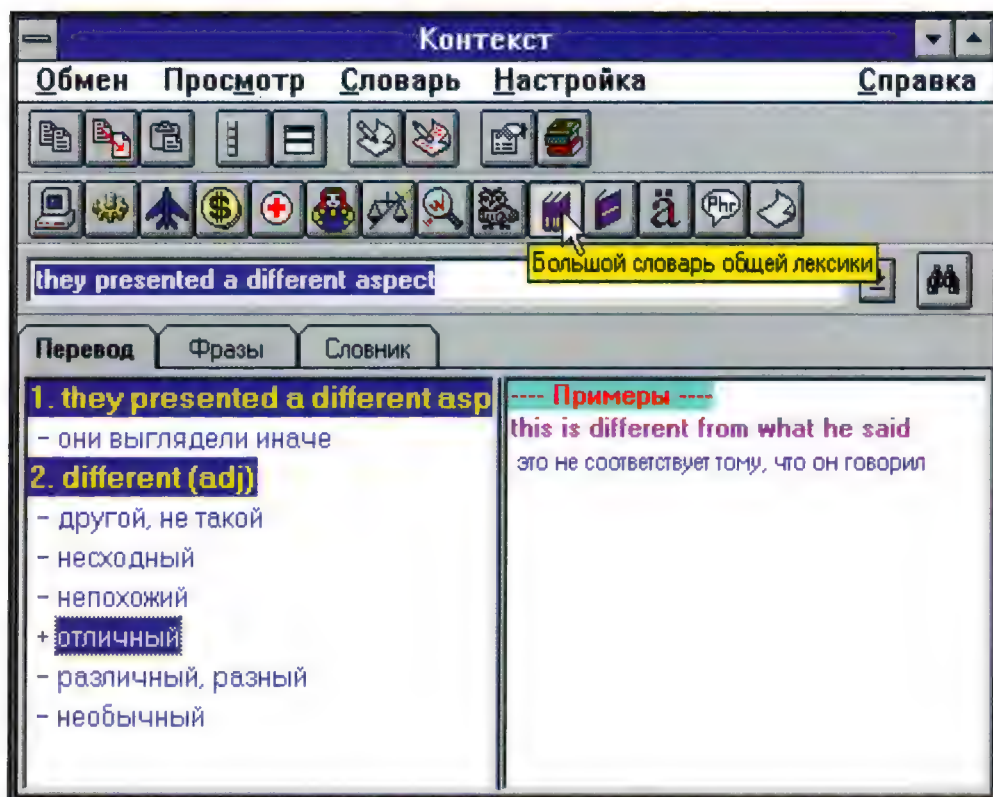 Контекст
Обмен Просмотр Словарь Настройка Справка
Phr
ä
Большой словарь общей лексики
they presented a different aspect
Перевод Фразы Словник
1. they presented a different asp
- они выглядели иначе
2. different (adj)
- другой, не такой
- несходный
- непохожий
+ отличный
- различный, разный
- необычный
---- Примеры ----
this is different from what he said
это не соответствует тому, что он говорил